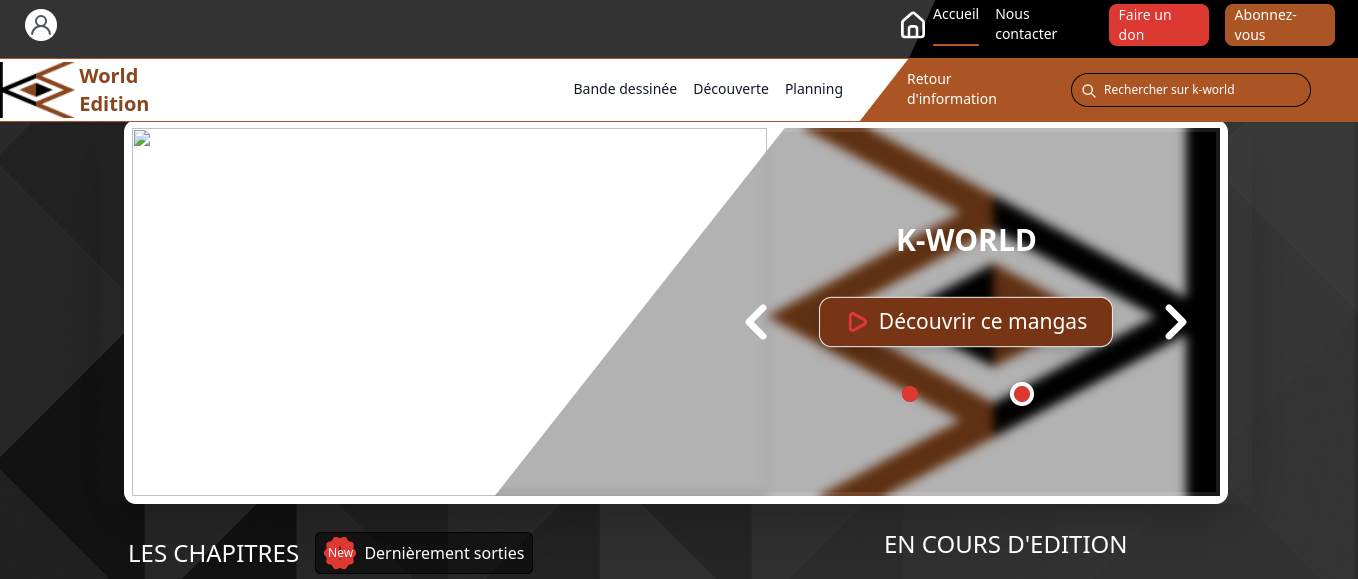 Accueil
Nous
contacter
Faire un
don
Abonnez-
vous
World
Edition
Bande dessinée
Découverte
Planning
Retour
d'information
Rechercher sur k-world
K-WORLD
Découvrir ce mangas
LES CHAPITRES
New
Dernièrement sorties
EN COURS D'EDITION